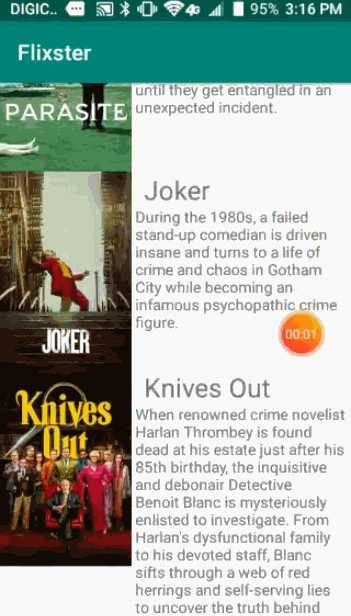 DIGIC.. 4G 95% 3:16 PM
Flixster
PARASITE
until they get entangled in an
unexpected incident.
Joker
During the 1980s, a failed
stand-up comedian is driven
insane and turns to a life of
crime and chaos in Gotham
City while becoming an
infamous psychopathic crime
figure.
JOKER
00:01
Knives Out
Knives
Out
When renowned crime novelist
Harlan Thrombey is found
dead at his estate just after his
85th birthday, the inquisitive
and debonair Detective
Benoit Blanc is mysteriously
enlisted to investigate. From
Harlan's dysfunctional family
to his devoted staff, Blanc
sifts through a web of red
herrings and self-serving lies
to uncover the truth behind